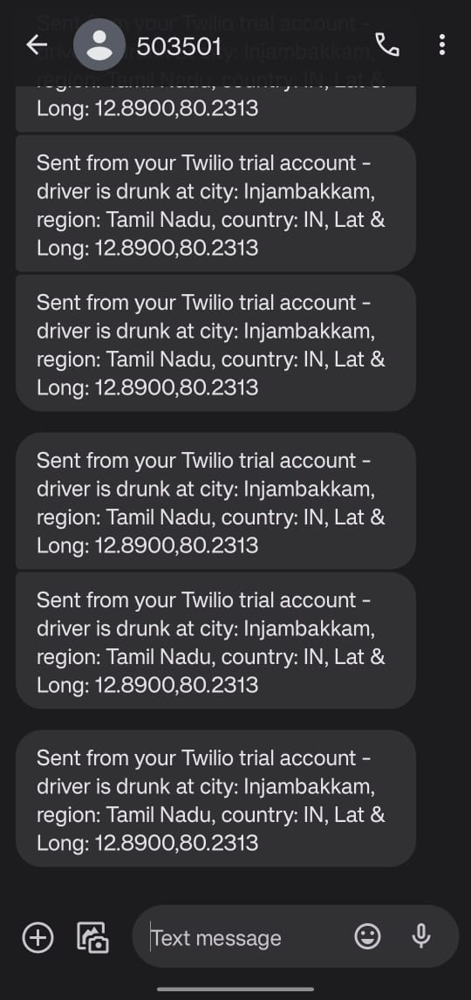 503501
Long: 12.8900,80.2313
Sent from your Twilio trial account -
driver is drunk at city: Injambakkam,
region: Tamil Nadu, country: IN, Lat &
Long: 12.8900,80.2313
Sent from your Twilio trial account -
driver is drunk at city: Injambakkam,
region: Tamil Nadu, country: IN, Lat &
Long: 12.8900,80.2313
Sent from your Twilio trial account -
driver is drunk at city: Injambakkam,
region: Tamil Nadu, country: IN, Lat &
Long: 12.8900,80.2313
Sent from your Twilio trial account -
driver is drunk at city: Injambakkam,
region: Tamil Nadu, country: IN, Lat &
Long: 12.8900,80.2313
Sent from your Twilio trial account -
driver is drunk at city: Injambakkam,
region: Tamil Nadu, country: IN, Lat &
Long: 12.8900,80.2313
Text message